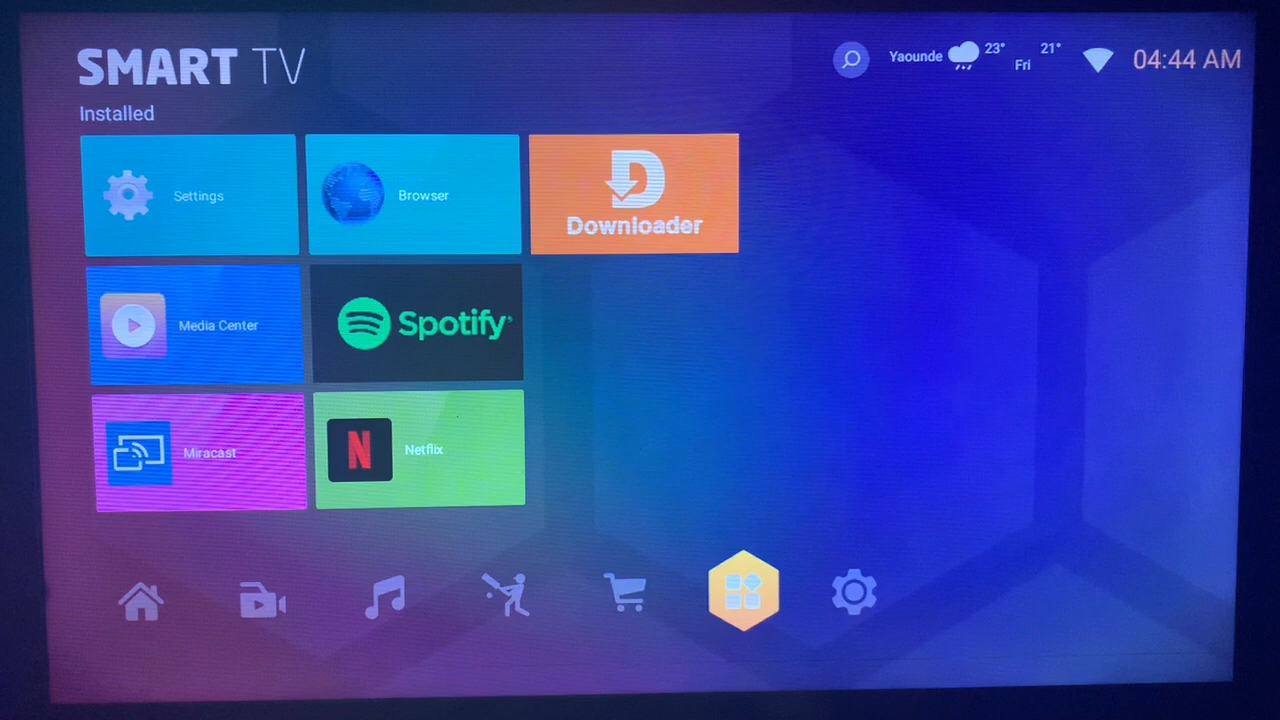 SMART TV
Yaounde 23° Fri 21° 04:44 AM
Installed
Settings
Browser
Downloader
Media Center
Spotify
Miracast
N Netflix